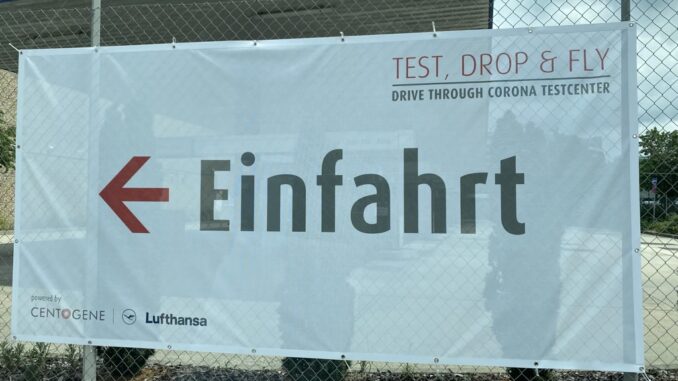 TEST, DROP & FLY
DRIVE THROUGH CORONA TESTCENTER
Einfahrt
powered by
CENTOGENE | Lufthansa